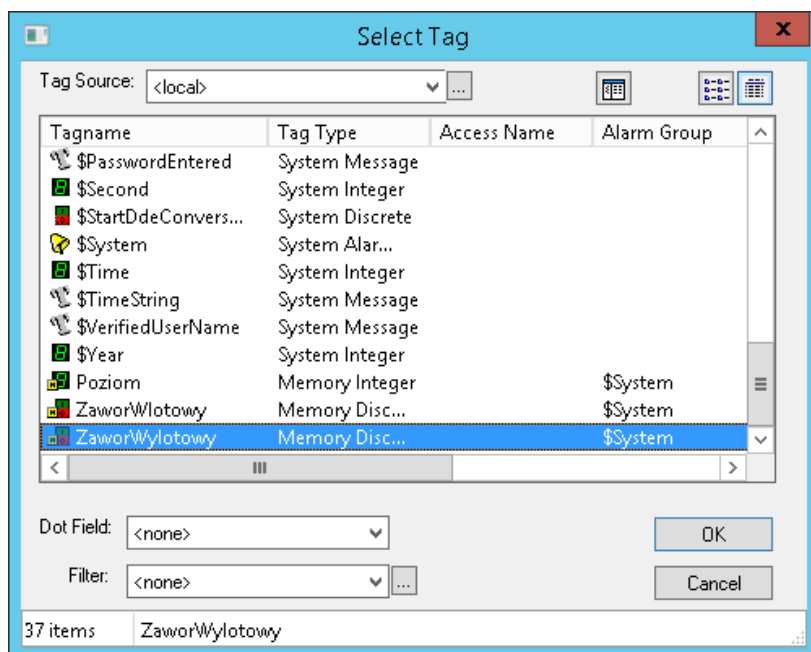 Select Tag
x
Tag Source: <local> ...
Tagname Tag Type Access Name Alarm Group
$PasswordEntered System Message
$Second System Integer
$StartDdeConvers... System Discrete
$System System Alar...
$Time System Integer
$TimeString System Message
$VerifiedUserName System Message
$Year System Integer
Poziom Memory Integer $System
ZaworWlotowy Memory Disc... $System
ZaworWylotowy Memory Disc... $System
Dot Field: <none> OK
Filter: <none> ... Cancel
37 items ZaworWylotowy